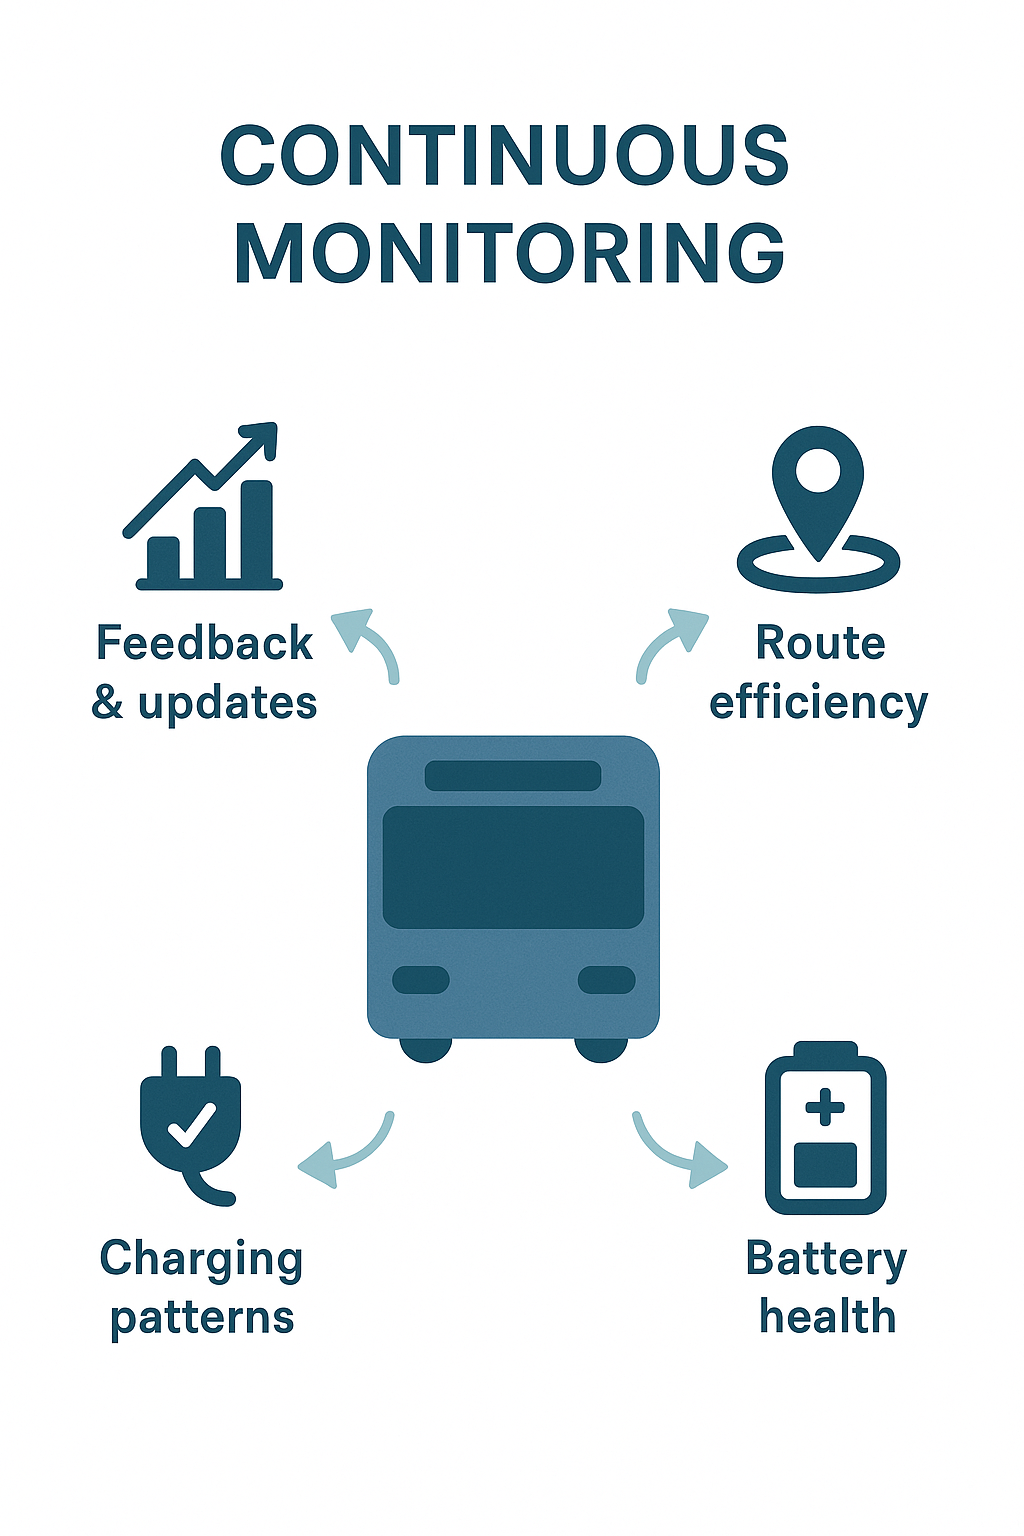 CONTINUOUS
MONITORING
Feedback
& updates
Route
efficiency
Charging
patterns
Battery
health